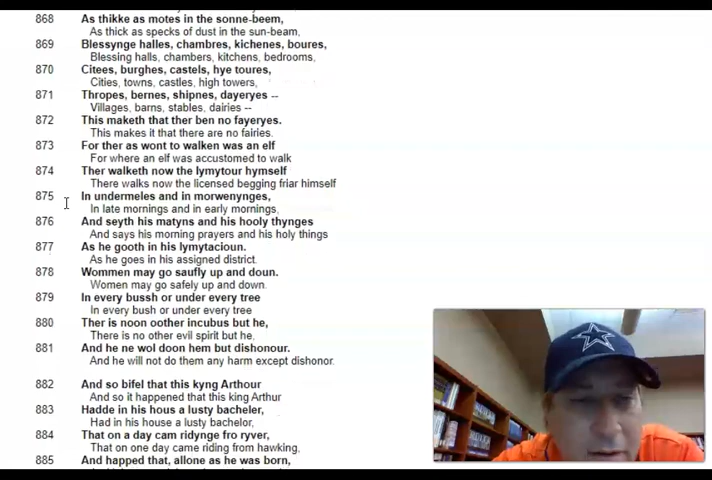 868 As thikke as motes in the sonne-beem,
As thick as specks of dust in the sun-beam,
869 Blessynge halles, chambres, kichenes, boures,
Blessing halls, chambers, kitchens, bedrooms,
870 Citees, burghes, castels, hye toures,
Cities, towns, castles, high towers,
871 Thropes, bernes, shipnes, dayeryes --
Villages, barns, stables, dairies --
872 This maketh that ther ben no fayeryes.
This makes it that there are no fairies.
873 For ther as wont to walken was an elf
For where an elf was accustomed to walk
874 Ther walketh now the lymytour hymself
There walks now the licensed begging friar himself
875 In undermeles and in morwenynges,
In late mornings and in early mornings,
876 And seyth his matyns and his hooly thynges
And says his morning prayers and his holy things
877 As he gooth in his lymytacioun.
As he goes in his assigned district.
878 Wommen may go saufly up and doun.
Women may go safely up and down.
879 In every bussh or under every tree
In every bush or under every tree
880 Ther is noon oother incubus but he,
There is no other evil spirit but he,
881 And he ne wol doon hem but dishonour.
And he will not do them any harm except dishonor.
882 And so bifel that this kyng Arthour
And so it happened that this king Arthur
883 Hadde in his hous a lusty bacheler,
Had in his house a lusty bachelor,
884 That on a day cam ridynge fro ryver,
That on one day came riding from hawking,
885 And happed that, allone as he was born,